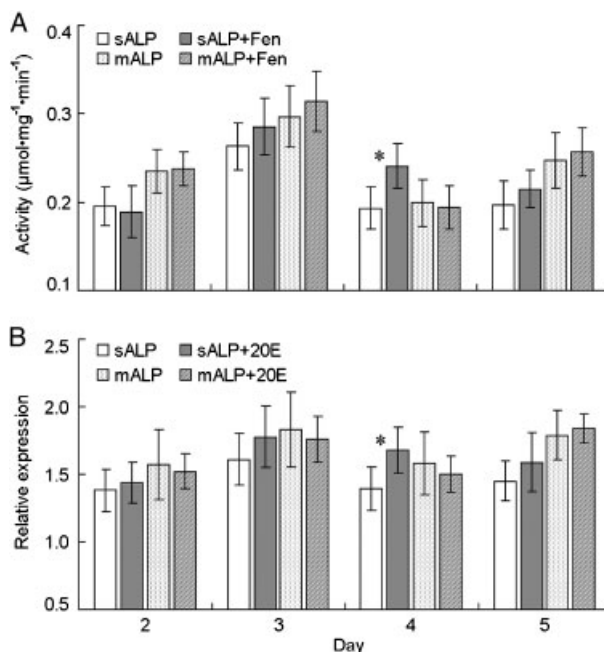 A
sALP sALP+Fen
mALP mALP+Fen
Activity (μmol•mg⁻¹•min⁻¹)
0.4
0.3
0.2
0.1
*
B
sALP sALP+20E
mALP mALP+20E
Relative expression
2.5
2.0
1.5
1.0
0.5
*
2 3 4 5
Day